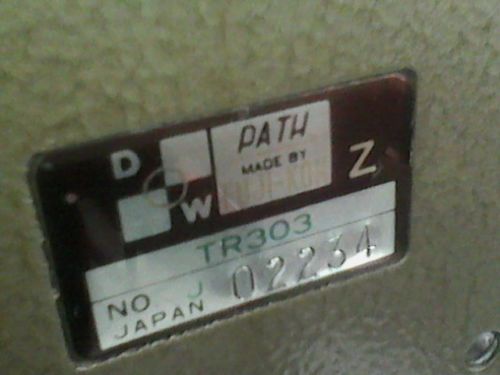 D PATH Z
W MADE BY
TR303
NO J 02234
JAPAN